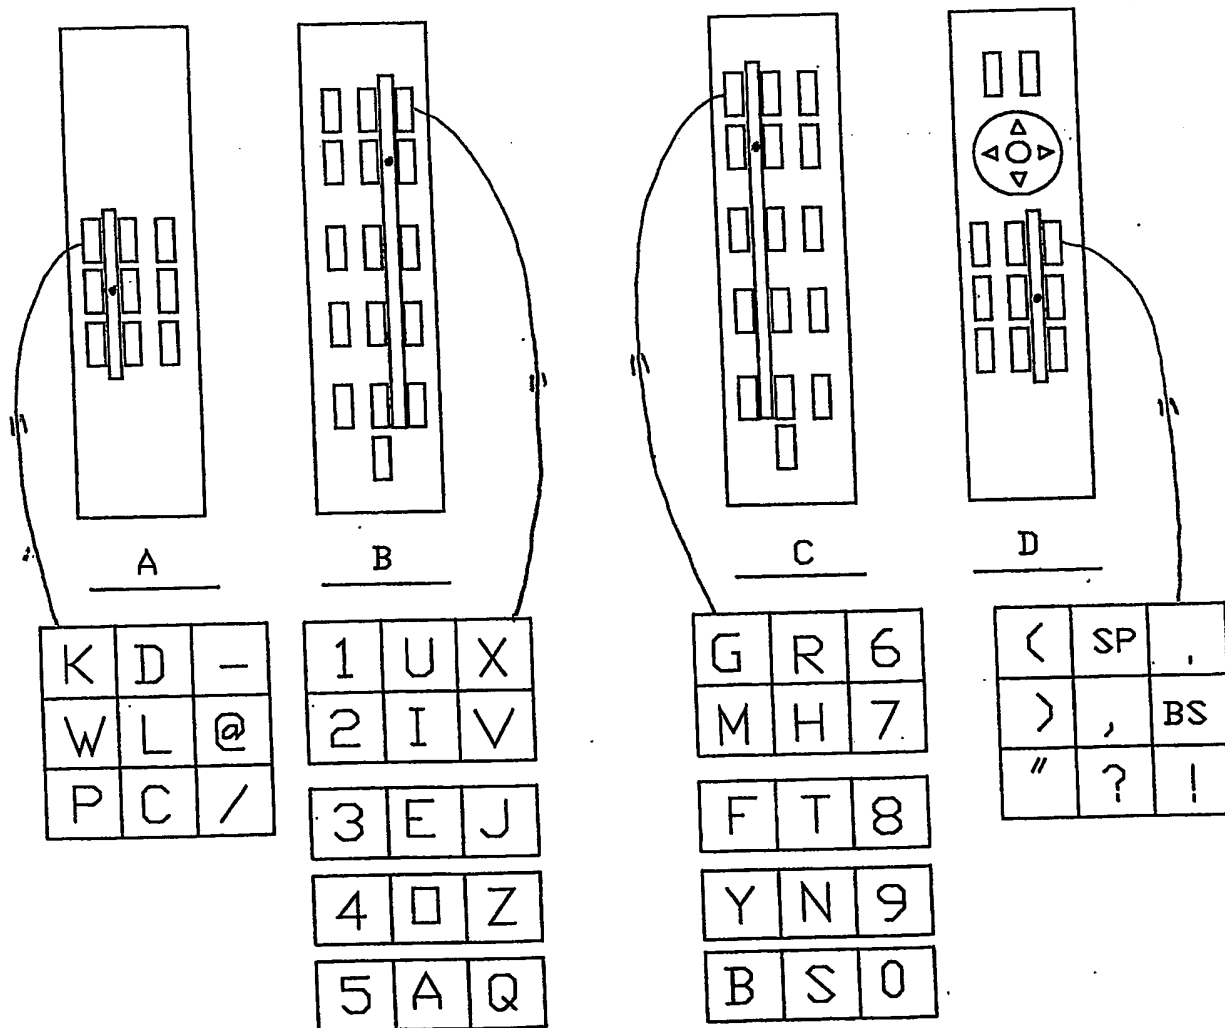 A B C D
K D –
W L @
P C /
1 U X
2 I V
3 E J
4 O Z
5 A Q
G R 6
M H 7
F T 8
Y N 9
B S 0
( SP .
) , BS
" ? !